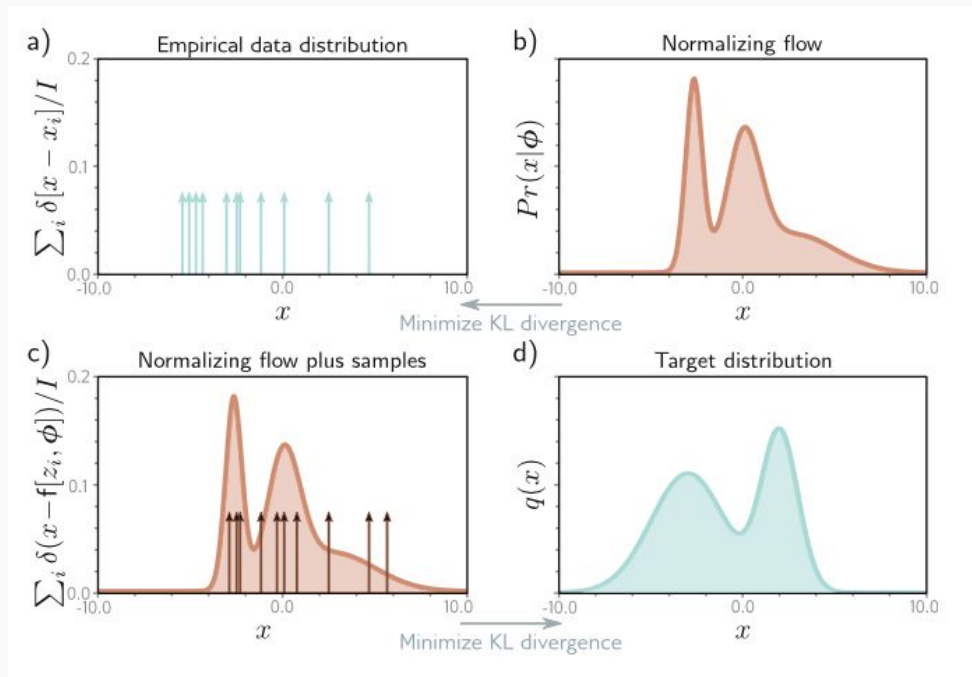 a) Empirical data distribution
0.2
0.1
0.0
-10.0 0.0 10.0
x
∑ᵢ δ[x − xᵢ]/I
b) Normalizing flow
Pr(x|ϕ)
-10.0 0.0 10.0
x
Minimize KL divergence
c) Normalizing flow plus samples
0.2
0.1
0.0
-10.0 0.0 10.0
x
∑ᵢ δ(x−f[zᵢ, ϕ])/I
d) Target distribution
q(x)
-10.0 0.0 10.0
x
Minimize KL divergence